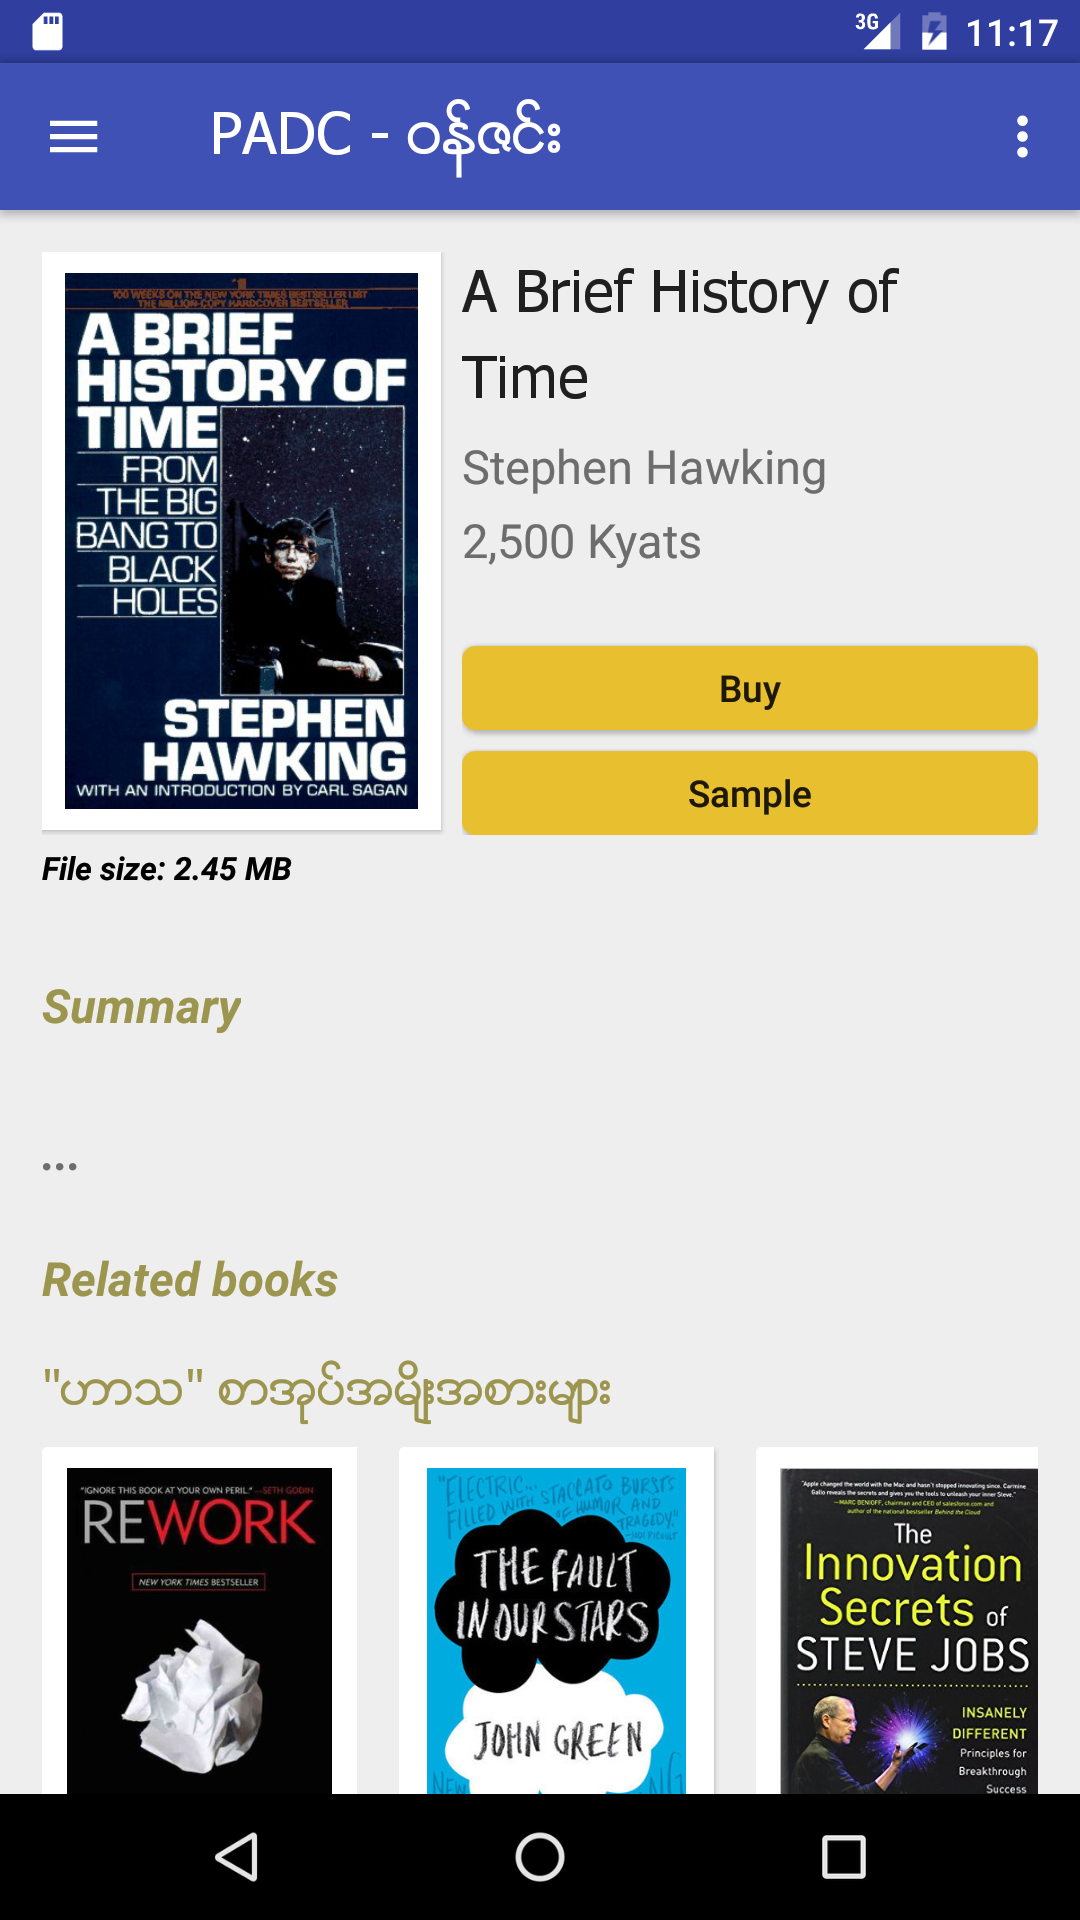 3G 11:17
PADC - ဝန်ဇင်း
#1
100 WEEKS ON THE NEW YORK TIMES BESTSELLER LIST
THE MILLION-COPY HARDCOVER BESTSELLER
A BRIEF
HISTORY OF
TIME
FROM
THE BIG
BANG TO
BLACK
HOLES
STEPHEN
HAWKING
WITH AN INTRODUCTION BY CARL SAGAN
A Brief History of
Time
Stephen Hawking
2,500 Kyats
Buy
Sample
File size: 2.45 MB
Summary
...
Related books
"ဟာသ" စာအုပ်အမျိုးအစားများ
"IGNORE THIS BOOK AT YOUR OWN PERIL."—SETH GODIN
REWORK
NEW YORK TIMES BESTSELLER
"ELECTRIC...
FILLED WITH STACCATO BURSTS
OF HUMOR AND
TRAGEDY."
—JODI PICOULT
THE FAULT
IN OUR STARS
JOHN GREEN
NEW
"Apple changed the world with the Mac and hasn't stopped innovating since. Carmine
Gallo reveals the secrets and gives you the tools to unleash your inner Steve."
—MARC BENIOFF, chairman and CEO of salesforce.com and
author of the national bestseller Behind the Cloud
The
Innovation
Secrets of
STEVE JOBS
INSANELY
DIFFERENT
Principles for
Breakthrough
Success